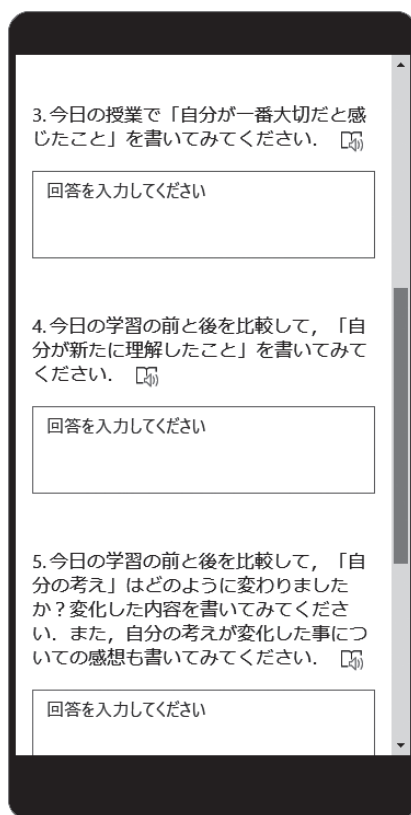 3.今日の授業で「自分が一番大切だと感
じたこと」を書いてみてください．
回答を入力してください
4.今日の学習の前と後を比較して，「自
分が新たに理解したこと」を書いてみて
ください．
回答を入力してください
5.今日の学習の前と後を比較して，「自
分の考え」はどのように変わりました
か？変化した内容を書いてみてくださ
い．また，自分の考えが変化した事につ
いての感想も書いてみてください．
回答を入力してください